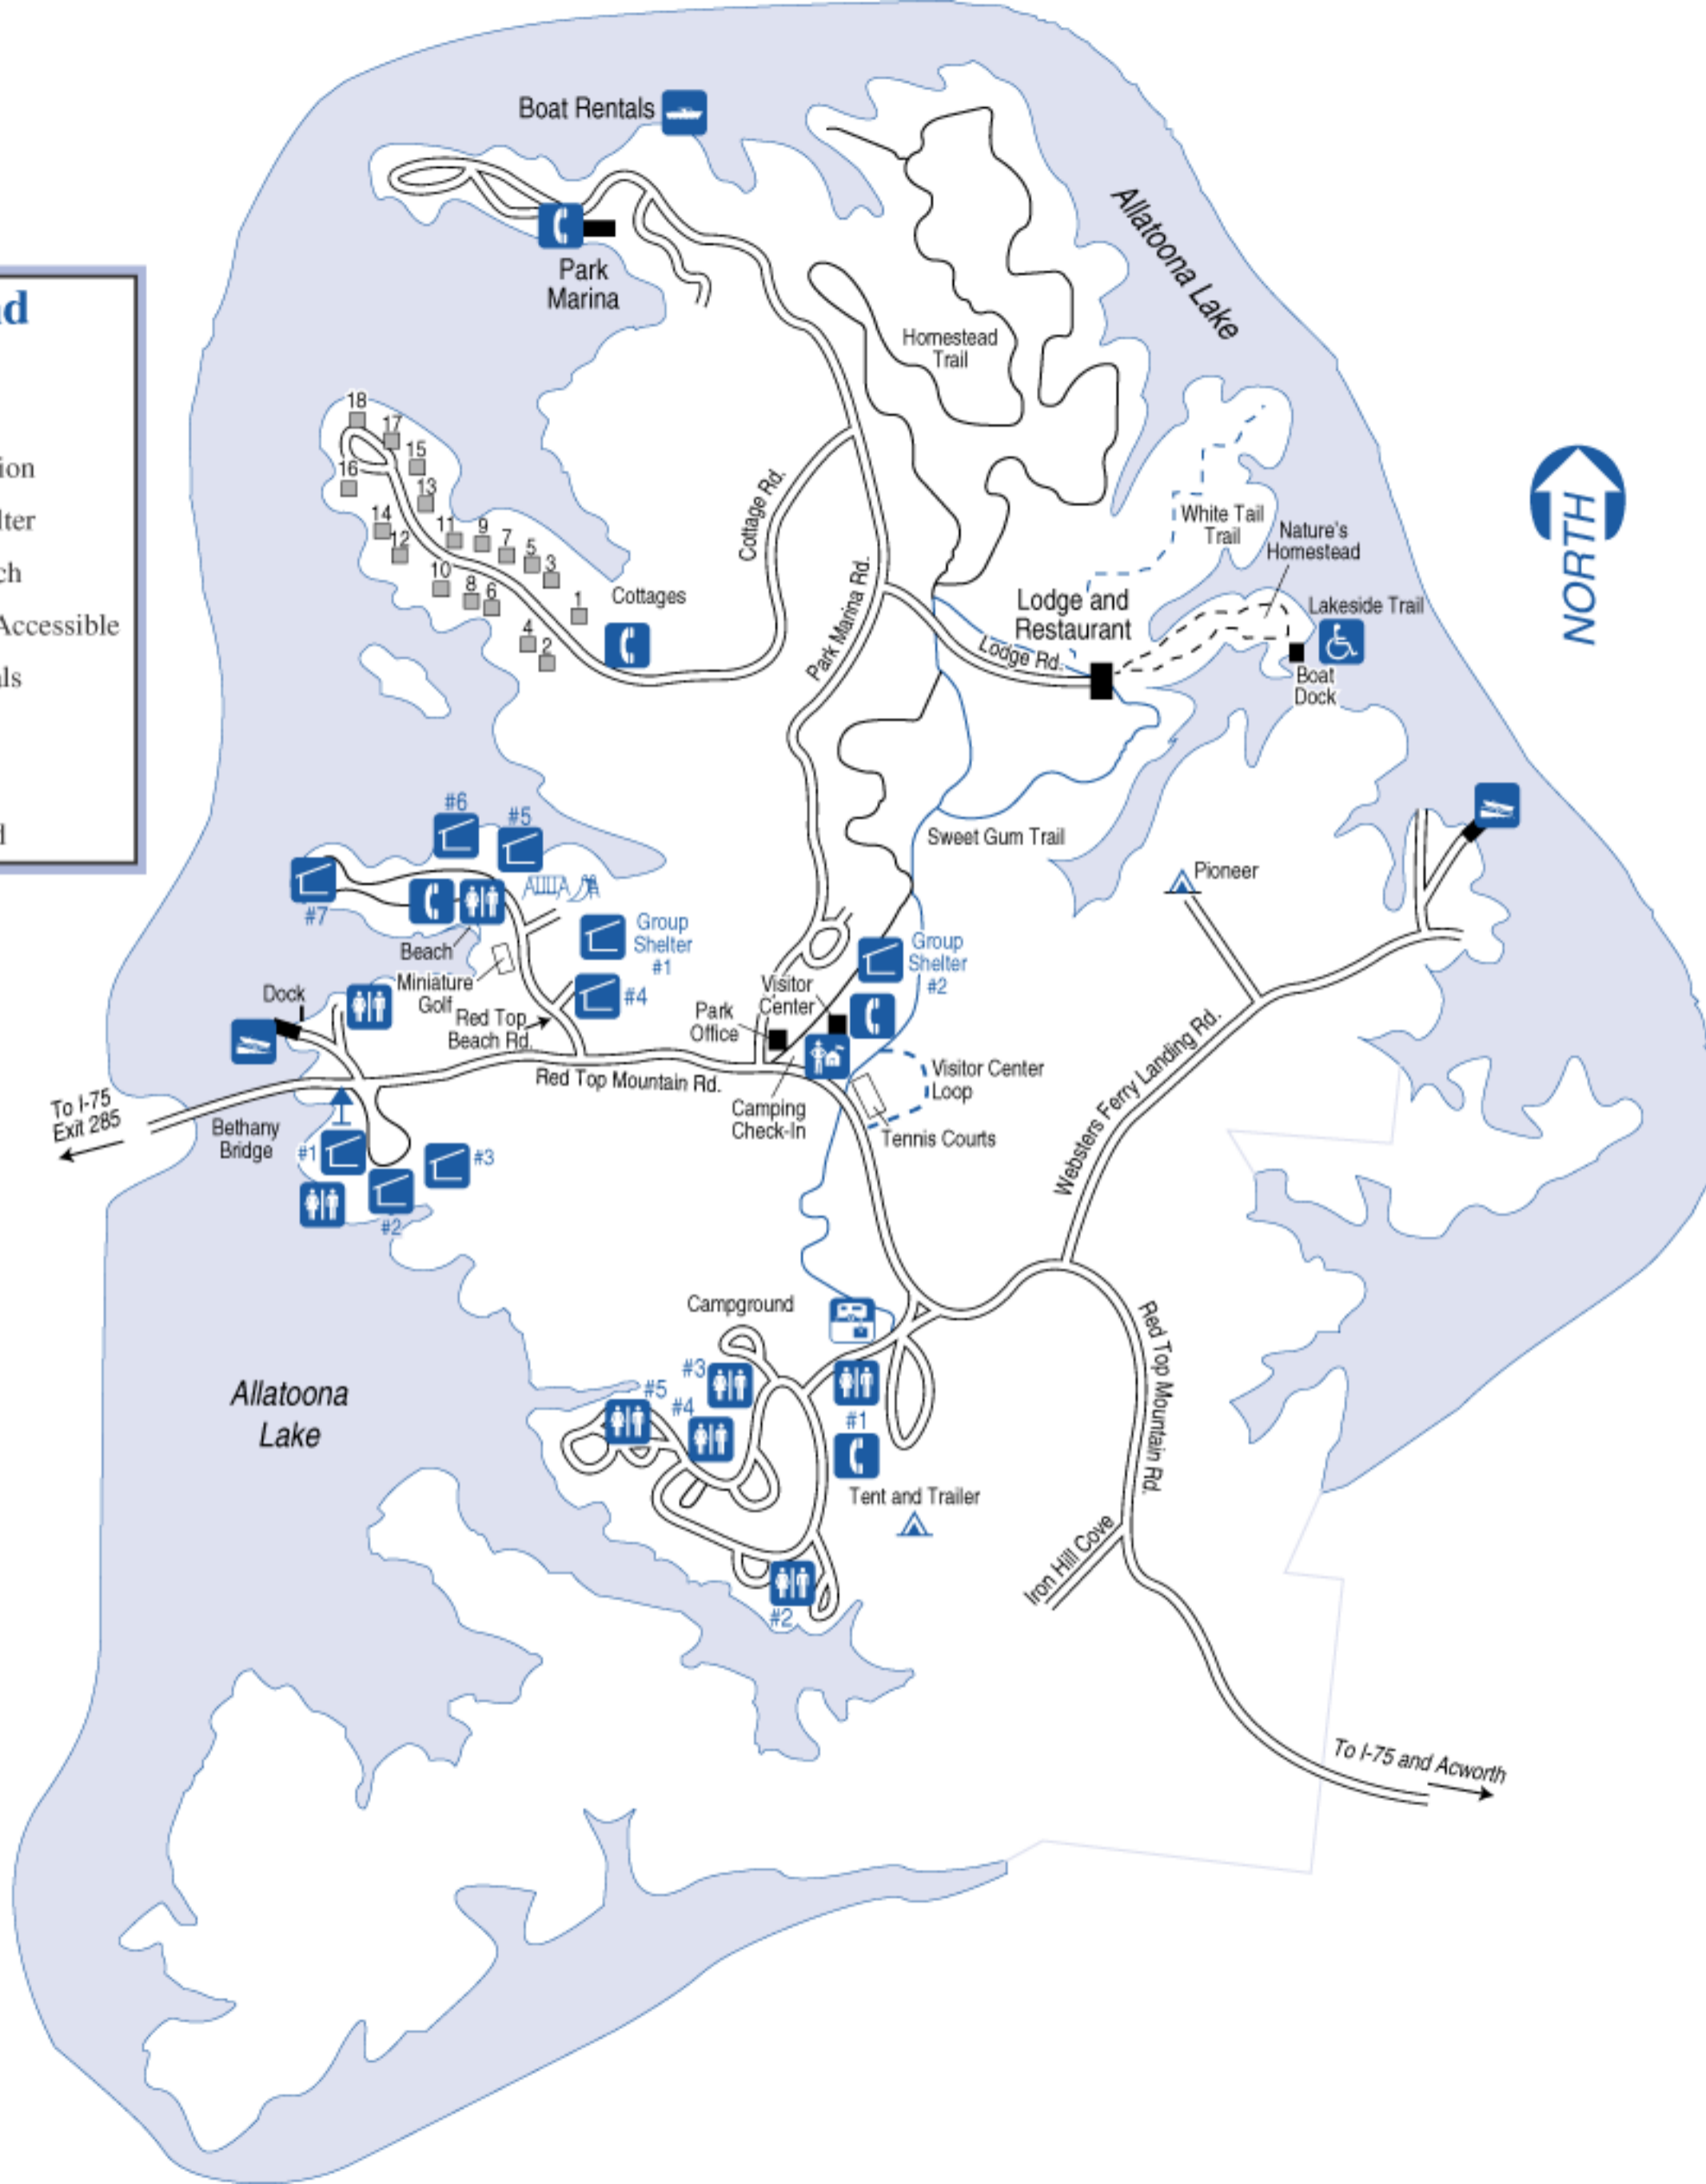 Boat Rentals
Park
Marina
Allatoona Lake
Homestead
Trail
d
ion
lter
ch
Accessible
ls
d
18
17
15
16
13
14
12
11
9
7
5
3
10
8
6
1
4
2
Cottages
Cottage Rd.
Park Marina Rd.
White Tail
Trail
Nature's
Homestead
NORTH
Lodge and
Restaurant
Lodge Rd.
Lakeside Trail
Boat
Dock
Sweet Gum Trail
Pioneer
#6
#5
#7
Beach
Group
Shelter
#1
Miniature
Golf
#4
Dock
Red Top
Beach Rd.
Park
Office
Visitor
Center
Group
Shelter
#2
Visitor Center
Loop
Red Top Mountain Rd.
Camping
Check-In
Tennis Courts
To I-75
Exit 285
Bethany
Bridge
#1
#3
#2
Websters Ferry Landing Rd.
Campground
#3
#5
#4
#1
Tent and Trailer
#2
Red Top Mountain Rd.
Iron Hill Cove
Allatoona
Lake
To I-75 and Acworth